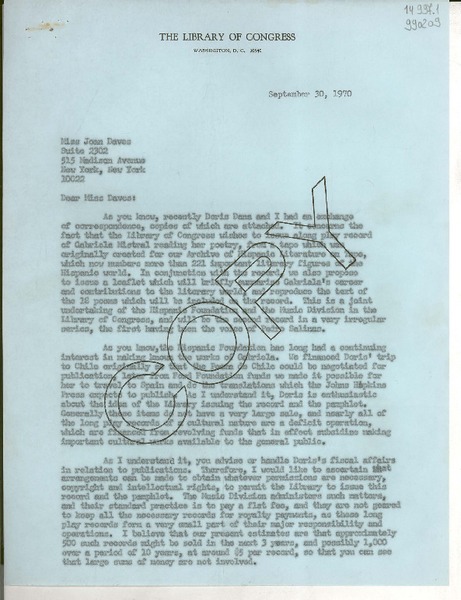 14 937.1
990209
THE LIBRARY OF CONGRESS
WASHINGTON, D. C. 20540
September 30, 1970
Miss Joan Daves
Suite 2302
515 Madison Avenue
New York, New York
10022
Dear Miss Daves:
As you know, recently Doris Dana and I had an exchange
of correspondence, copies of which are attached. It concerns the
fact that the Library of Congress wishes to issue a long play record
of Gabriela Mistral reading her poetry, from tapes which
originally created for our Archive of Hispanic Literature on Tape,
which now numbers more than 221 important literary figures of the
Hispanic world. In conjunction with the record, we also propose
to issue a leaflet which will briefly summarize Gabriela's career
and contributions to the literary world, and reproduce the text of
the 18 poems which will be included in the record. This is a joint
undertaking of the Hispanic Foundation and the Music Division in the
Library of Congress, and will be the second record in a very irregular
series, the first having been the verse of Pedro Salinas.
As you know, the Hispanic Foundation has long had a continuing
interest in making known the works of Gabriela. We financed Doris' trip
to Chile originally so that the Poema de Chile could be negotiated for
publication, later from Ford Foundation funds we made it possible for
her to travel to Spain and do the translations which the Johns Hopkins
Press expects to publish. I understand it, Doris is enthusiastic
about the idea of the Library issuing the record and the pamphlet.
Generally these items do not have a very large sale, and nearly all of
the long play records of a cultural nature are a deficit operation,
which are financed from revolving funds that in effect subsidize making
important cultural works available to the general public.
As I understand it, you advise or handle Doris's fiscal affairs
in relation to publications. Therefore, I would like to ascertain that
arrangements can be made to obtain whatever permissions are necessary,
copyright and intellectual rights, to permit the Library to issue this
record and the pamphlet. The Music Division administers such matters,
and their standard practice is to pay a flat fee, and they are not geared
to keep all the necessary records for royalty payments, as these long
play records form a very small part of their major responsibility and
operations. I believe that our present estimates are that approximately
500 such records might be sold in the next 3 years, and possibly 1,000
over a period of 10 years, at around $5 per record, so that you can see
that large sums of money are not involved.
COPY